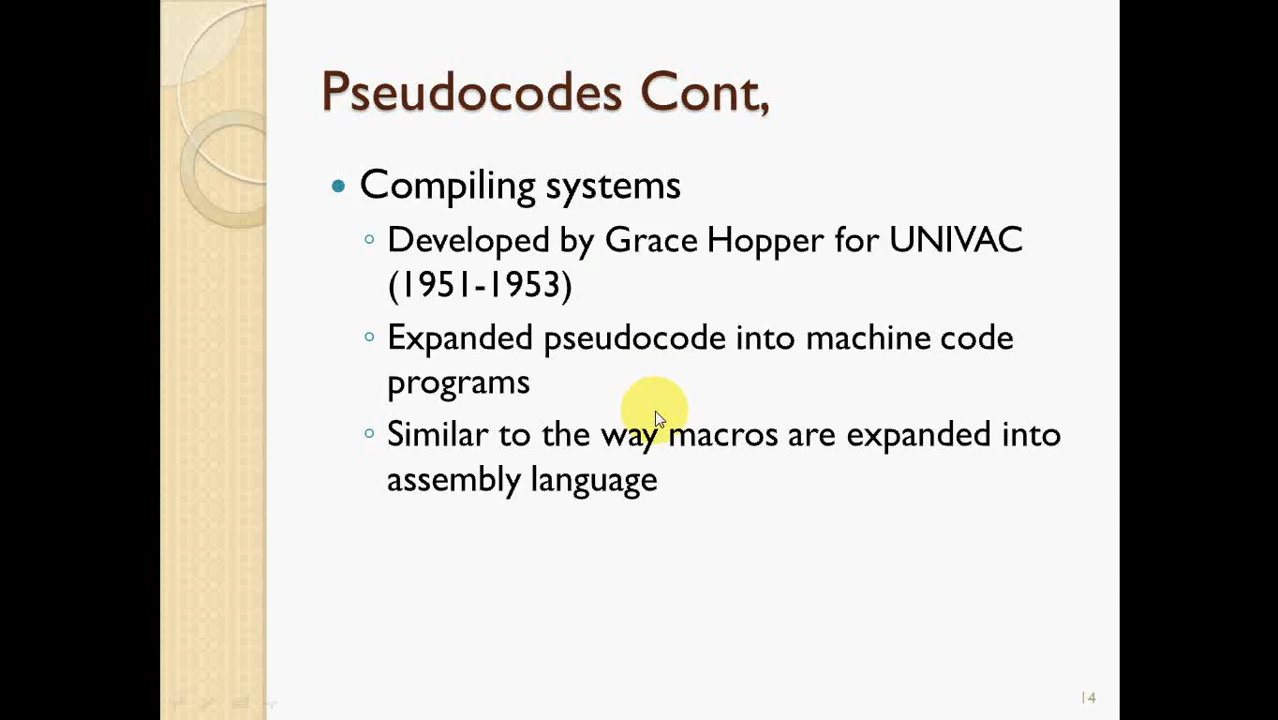 Pseudocodes Cont,
Compiling systems
Developed by Grace Hopper for UNIVAC
(1951-1953)
Expanded pseudocode into machine code
programs
Similar to the way macros are expanded into
assembly language
14